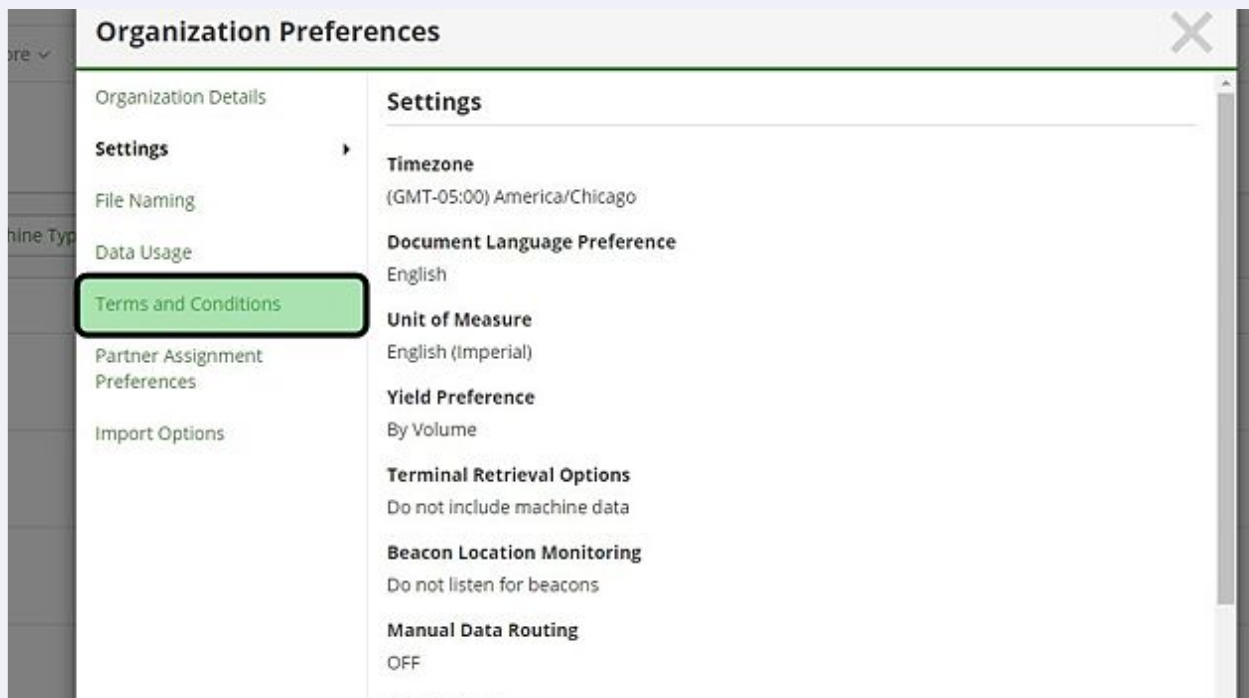 Organization Preferences
Organization Details
Settings
File Naming
Data Usage
Terms and Conditions
Partner Assignment
Preferences
Import Options
Settings
Timezone
(GMT-05:00) America/Chicago
Document Language Preference
English
Unit of Measure
English (Imperial)
Yield Preference
By Volume
Terminal Retrieval Options
Do not include machine data
Beacon Location Monitoring
Do not listen for beacons
Manual Data Routing
OFF